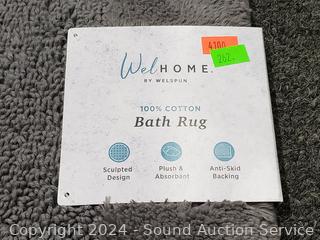 4100
262.
WelHOME.
BY WELSPUN
100% COTTON
Bath Rug
Sculpted Design
Plush & Absorbant
Anti-Skid Backing
Copyright 2024 - Sound Auction Service